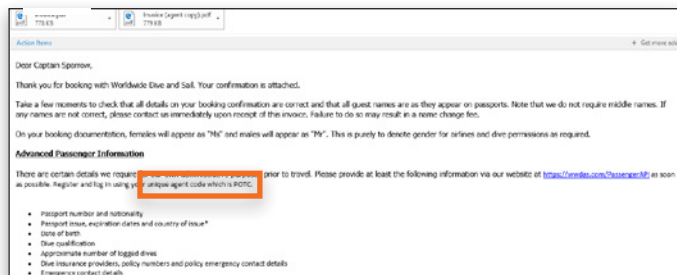 773 KB
Invoice (agent copy).pdf
779 KB
Action Items
+ Get more
Dear Captain Sparrow,
Thank you for booking with Worldwide Dive and Sail. Your confirmation is attached.
Take a few moments to check that all details on your booking confirmation are correct and that all guest names are as they appear on passports. Note that we do not require middle names. If
any names are not correct, please contact us immediately upon receipt of this invoice. Failure to do so may result in a name change fee.
On your booking documentation, females will appear as "Ms" and males will appear as "Mr". This is purely to denote gender for airlines and dive permissions as required.
Advanced Passenger Information
There are certain details we require prior to travel. Please provide at least the following information via our website at https://wwdas.com/PassengerAPI as soon
as possible. Register and log in using your unique agent code which is POTC.
• Passport number and nationality
• Passport issue, expiration dates and country of issue*
• Date of birth
• Dive qualification
• Approximate number of logged dives
• Dive insurance providers, policy numbers and policy emergency contact details
• Emergency contact details